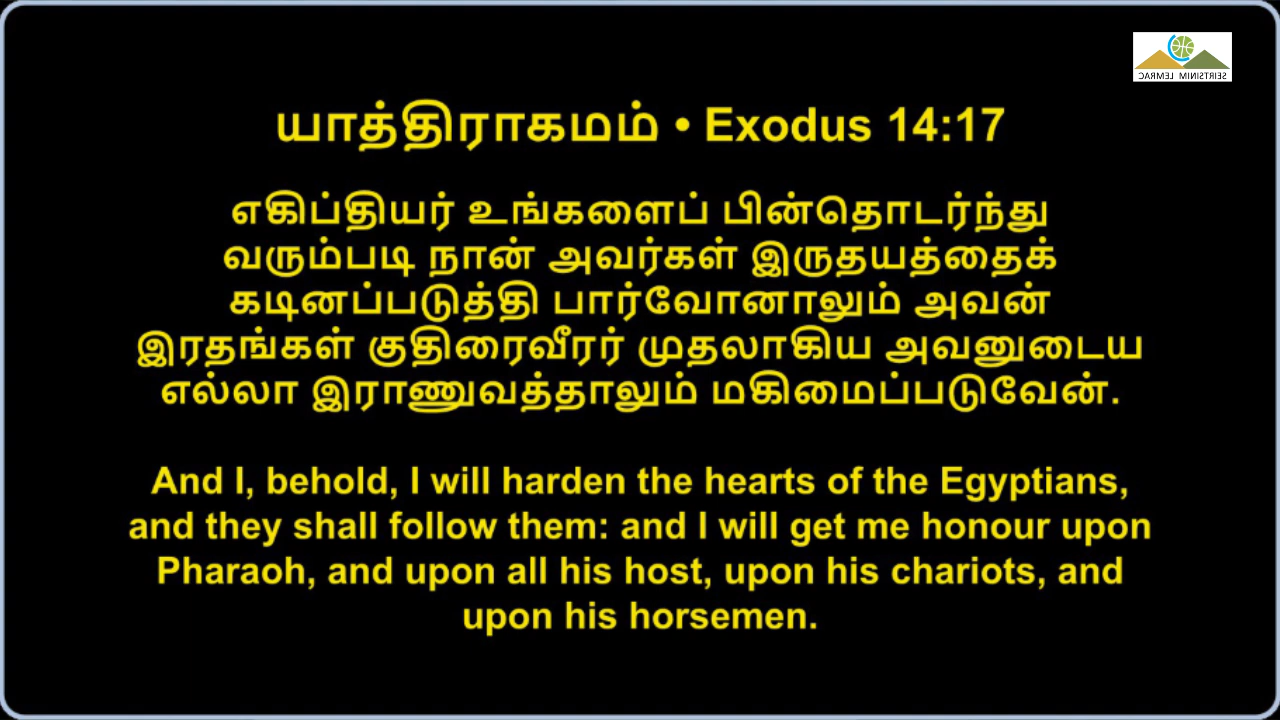 CARMEL MINISTRIES
யாத்திராகமம் • Exodus 14:17
எகிப்தியர் உங்களைப் பின்தொடர்ந்து
வரும்படி நான் அவர்கள் இருதயத்தைக்
கடினப்படுத்தி பார்வோனாலும் அவன்
இரதங்கள் குதிரைவீரர் முதலாகிய அவனுடைய
எல்லா இராணுவத்தாலும் மகிமைப்படுவேன்.
And I, behold, I will harden the hearts of the Egyptians,
and they shall follow them: and I will get me honour upon
Pharaoh, and upon all his host, upon his chariots, and
upon his horsemen.